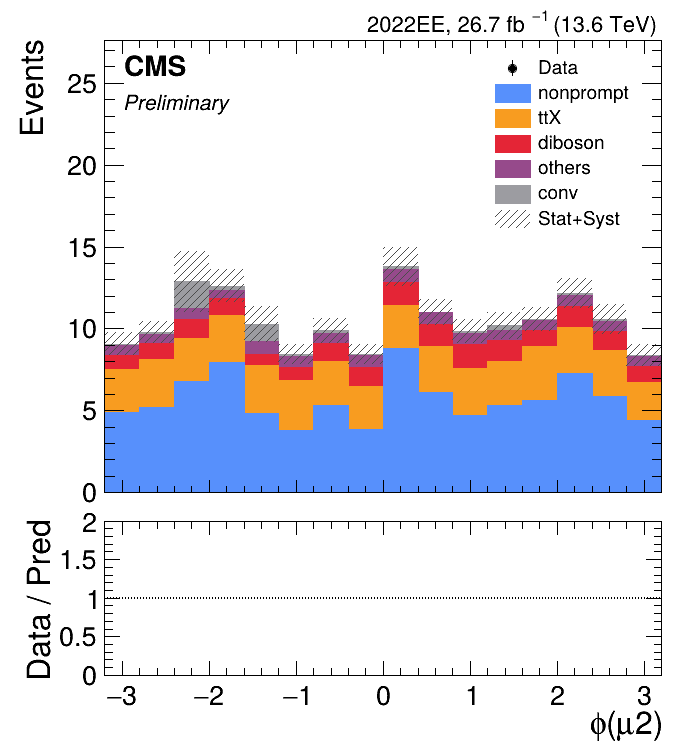 2022EE, 26.7 fb⁻¹ (13.6 TeV)
CMS
Preliminary
Data
nonprompt
ttX
diboson
others
conv
Stat+Syst
Events
25
20
15
10
5
0
Data / Pred
2
1.5
1
0.5
0
−3 −2 −1 0 1 2 3
ϕ(μ2)